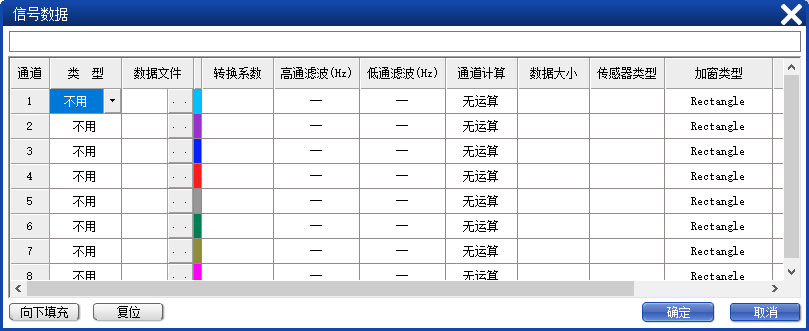 信号数据
通道 类 型 数据文件 转换系数 高通滤波(Hz) 低通滤波(Hz) 通道计算 数据大小 传感器类型 加窗类型
1 不用 .. — — 无运算 Rectangle
2 不用 .. — — 无运算 Rectangle
3 不用 .. — — 无运算 Rectangle
4 不用 .. — — 无运算 Rectangle
5 不用 .. — — 无运算 Rectangle
6 不用 .. — — 无运算 Rectangle
7 不用 .. — — 无运算 Rectangle
8 不用 .. — — 无运算 Rectangle
向下填充 复位 确定 取消